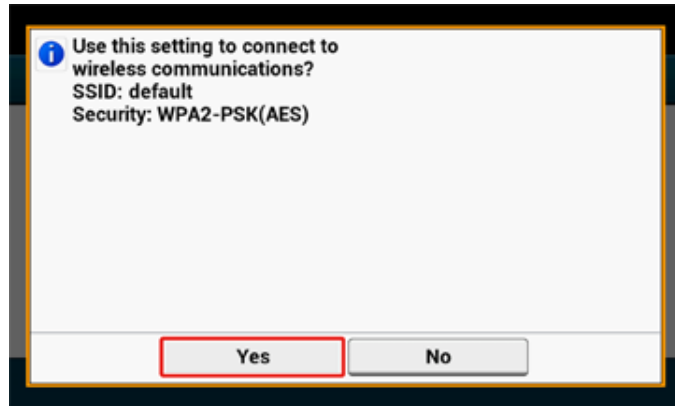 Use this setting to connect to
wireless communications?
SSID: default
Security: WPA2-PSK(AES)
Yes
No